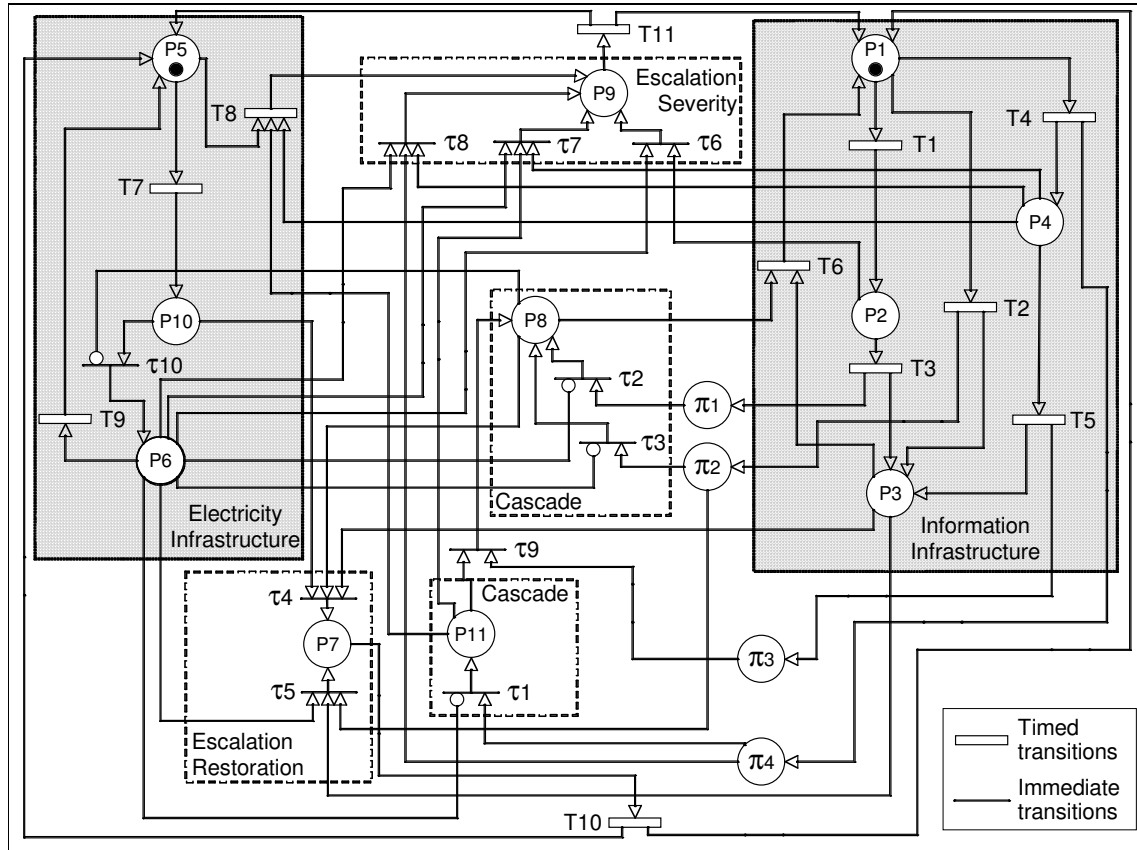 T11
P5
P1
Escalation
Severity
P9
T8
T4
T1
τ8
τ7
τ6
T7
P4
T6
P10
P8
P2
T2
τ10
τ2
T3
π1
T9
T5
τ3
P6
π2
P3
Cascade
Electricity
Infrastructure
Information
Infrastructure
τ9
Cascade
τ4
P7
P11
π3
τ5
τ1
Escalation
Restoration
π4
Timed
transitions
Immediate
transitions
T10